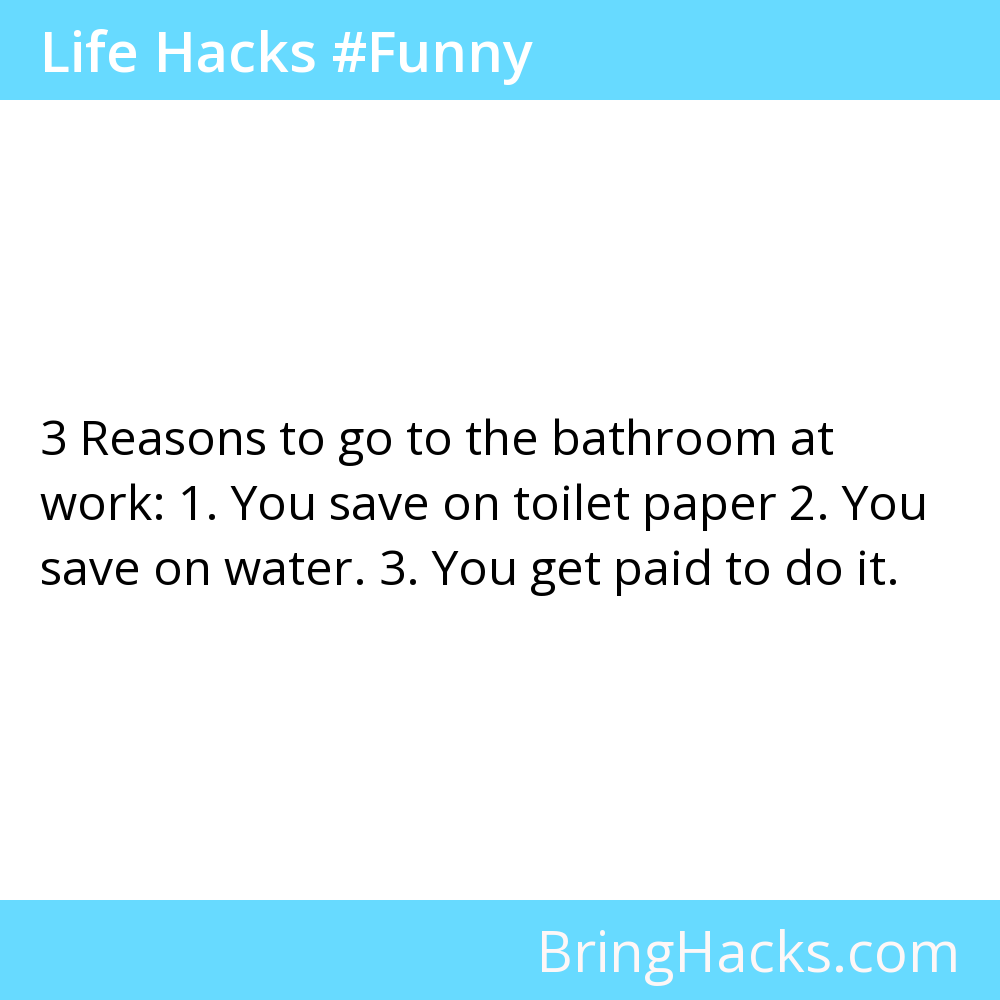 Life Hacks #Funny
3 Reasons to go to the bathroom at
work: 1. You save on toilet paper 2. You
save on water. 3. You get paid to do it.
BringHacks.com